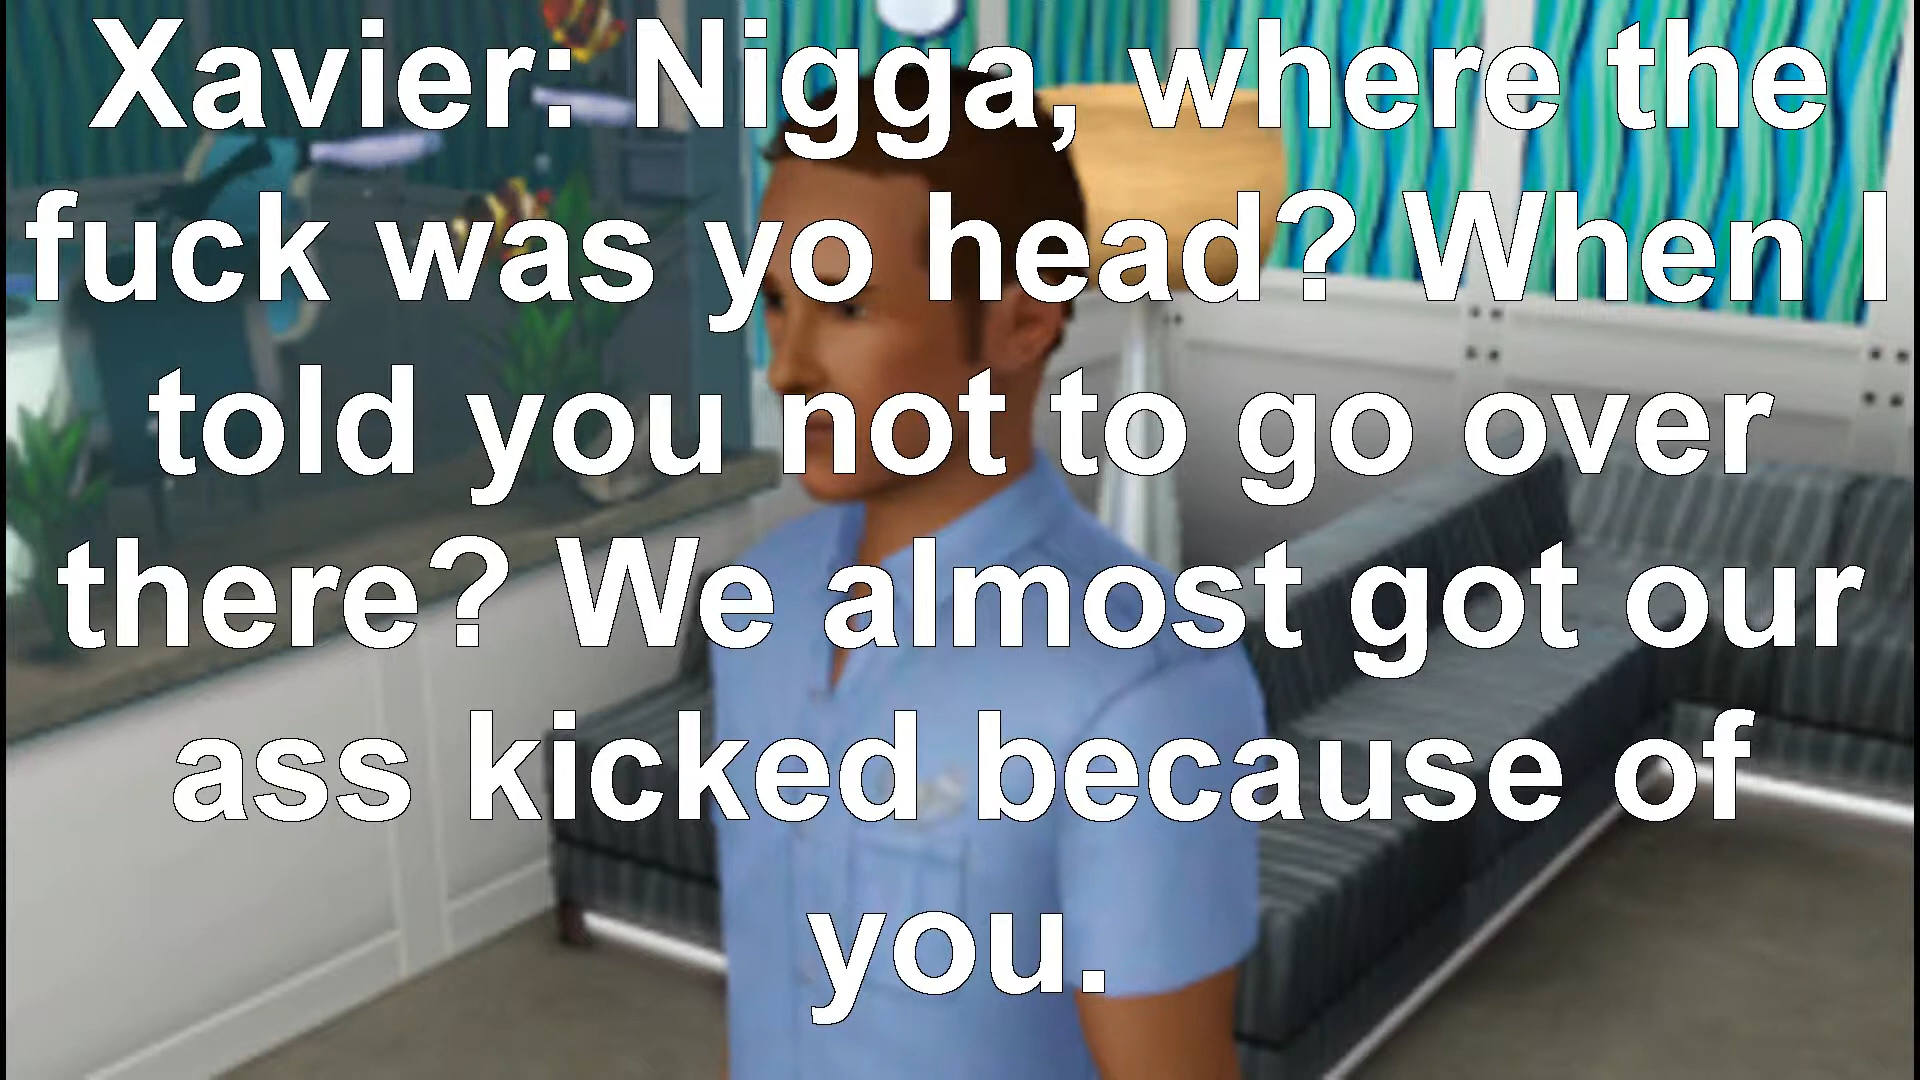 Xavier: Nigga, where the
fuck was yo head? When I
told you not to go over
there? We almost got our
ass kicked because of
you.